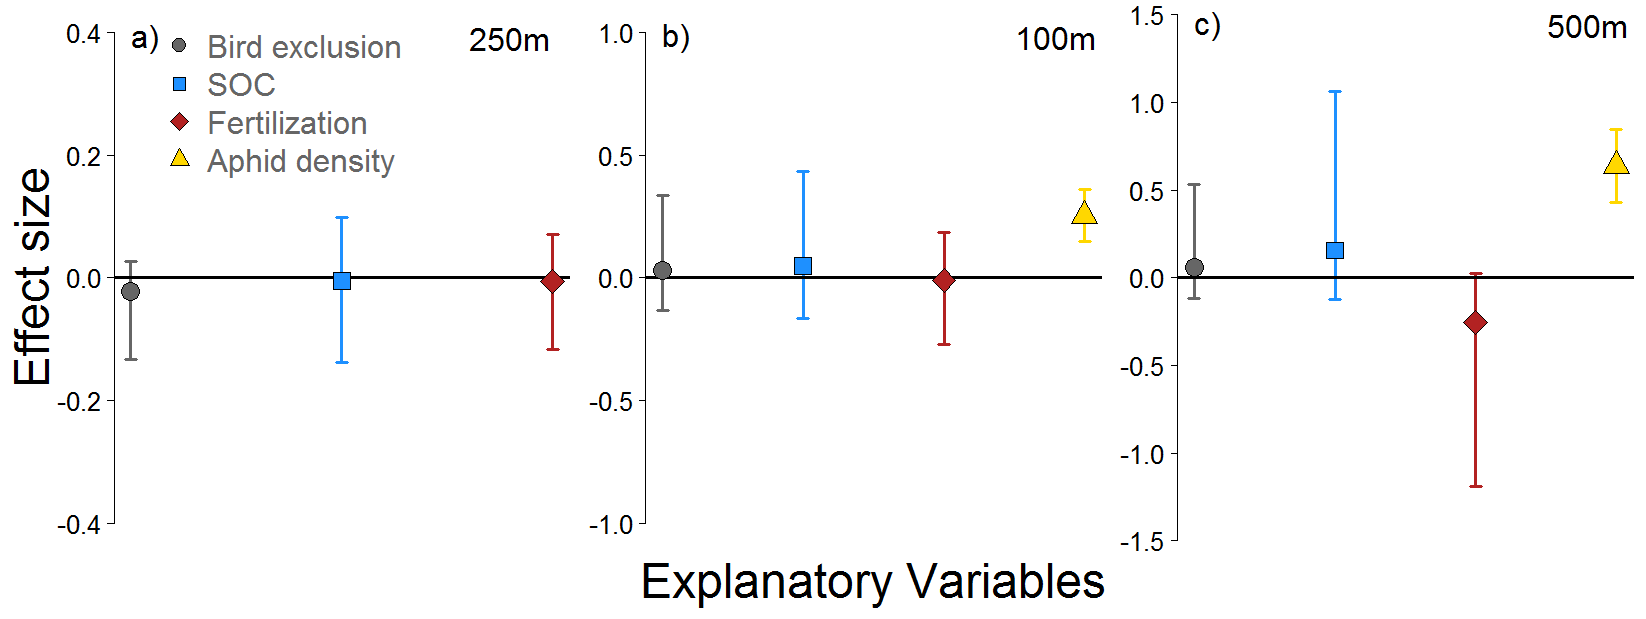 a) 250m
Bird exclusion
SOC
Fertilization
Aphid density
0.4
0.2
0.0
-0.2
-0.4
Effect size
b) 100m
1.0
0.5
0.0
-0.5
-1.0
c) 500m
1.5
1.0
0.5
0.0
-0.5
-1.0
-1.5
Explanatory Variables